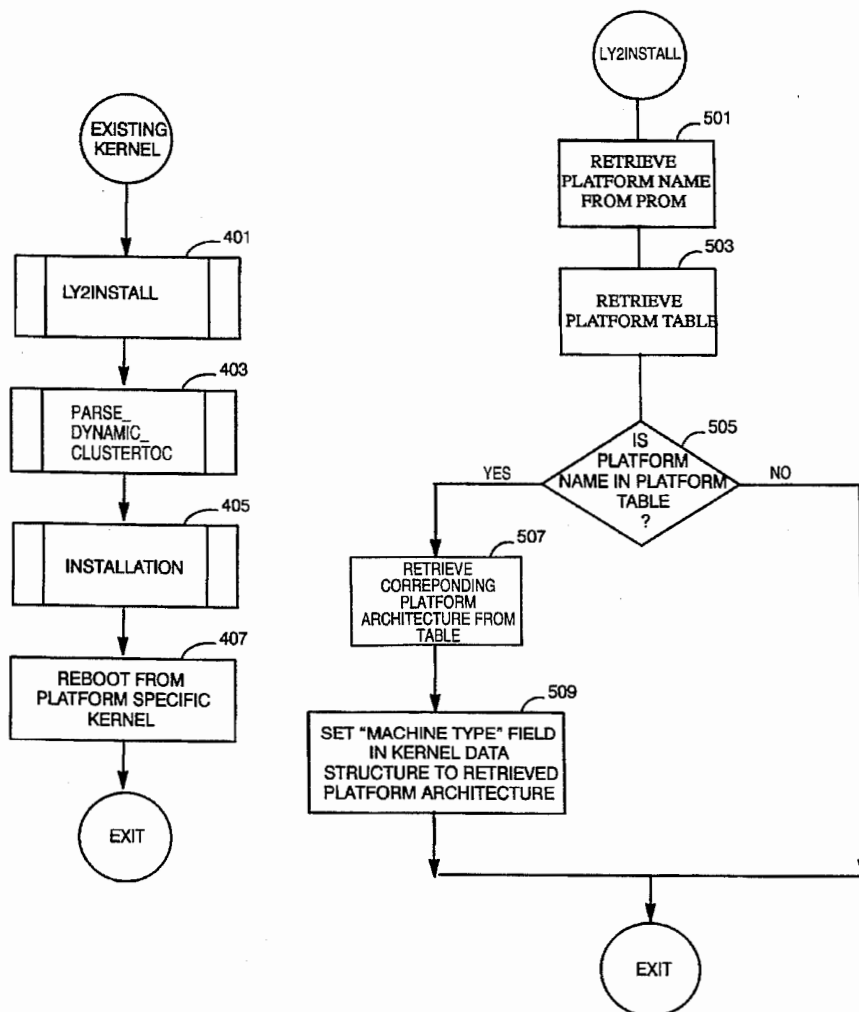 EXISTING
KERNEL
401
LY2INSTALL
403
PARSE_
DYNAMIC_
CLUSTERTOC
405
INSTALLATION
407
REBOOT FROM
PLATFORM SPECIFIC
KERNEL
EXIT
LY2INSTALL
501
RETRIEVE
PLATFORM NAME
FROM PROM
503
RETRIEVE
PLATFORM TABLE
505
IS
PLATFORM
NAME IN PLATFORM
TABLE
?
YES
NO
507
RETRIEVE
CORREPONDING
PLATFORM
ARCHITECTURE FROM
TABLE
509
SET "MACHINE TYPE" FIELD
IN KERNEL DATA
STRUCTURE TO RETRIEVED
PLATFORM ARCHITECTURE
EXIT